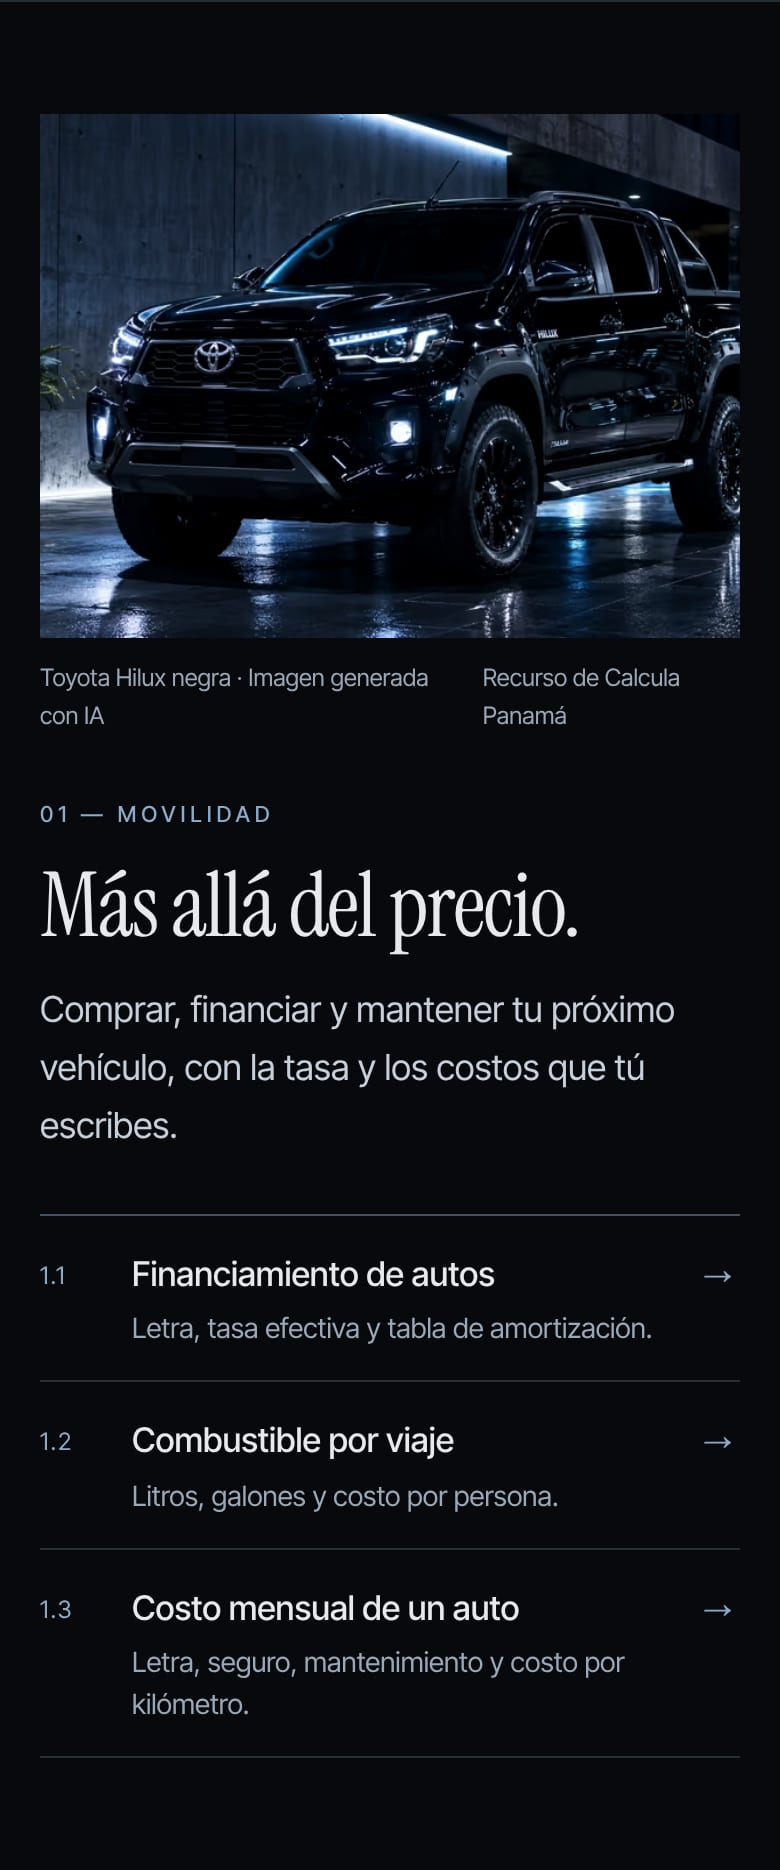 HILUX
Toyota Hilux negra · Imagen generada
con IA
Recurso de Calcula
Panamá
01 — MOVILIDAD
Más allá del precio.
Comprar, financiar y mantener tu próximo
vehículo, con la tasa y los costos que tú
escribes.
1.1 Financiamiento de autos →
Letra, tasa efectiva y tabla de amortización.
1.2 Combustible por viaje →
Litros, galones y costo por persona.
1.3 Costo mensual de un auto →
Letra, seguro, mantenimiento y costo por
kilómetro.